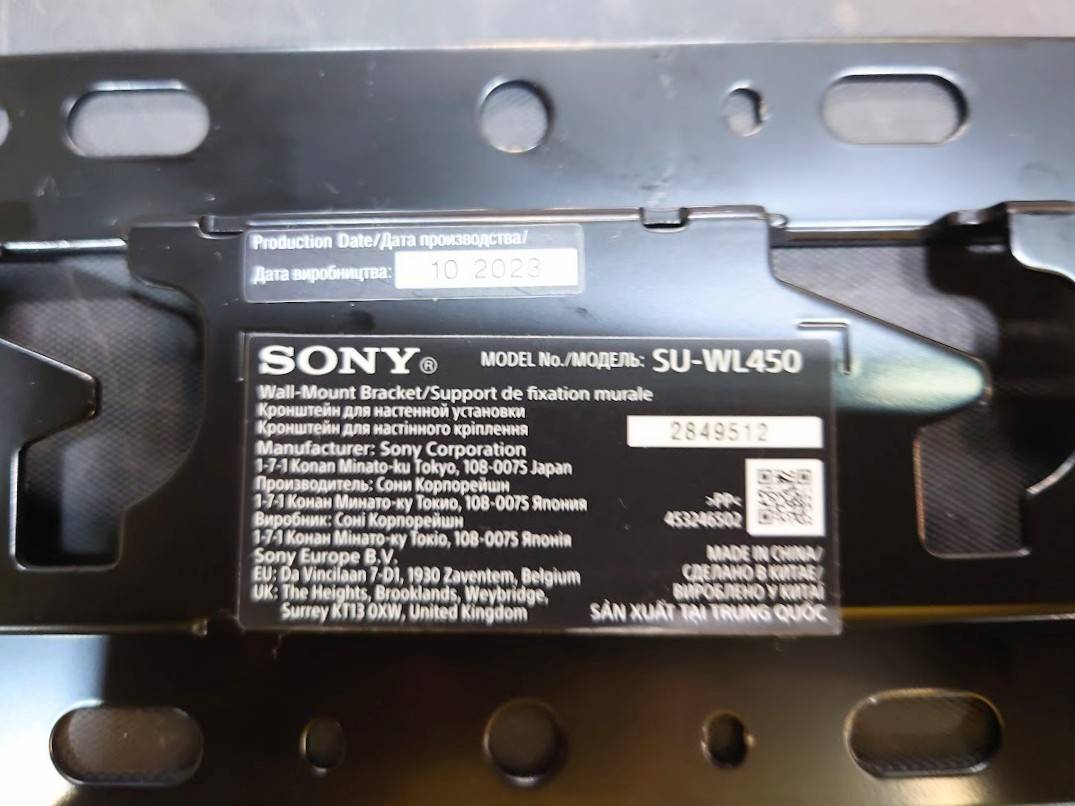 Production Date/Дата производства/
Дата виробництва: 10 2023
SONY® MODEL No./МОДЕЛЬ: SU-WL450
Wall-Mount Bracket/Support de fixation murale
Кронштейн для настенной установки
Кронштейн для настінного кріплення
2849512
Manufacturer: Sony Corporation
1-7-1 Konan Minato-ku Tokyo, 108-0075 Japan
Производитель: Сони Корпорейшн
1-7-1 Конан Минато-ку Токио, 108-0075 Япония
Виробник: Соні Корпорейшн
1-7-1 Конан Мінато-ку Токіо, 108-0075 Японія
Sony Europe B.V.
EU: Da Vincilaan 7-D1, 1930 Zaventem, Belgium
UK: The Heights, Brooklands, Weybridge,
Surrey KT13 0XW, United Kingdom
>PP<
453246502
MADE IN CHINA/
СДЕЛАНО В КИТАЕ/
ВИРОБЛЕНО У КИТАЇ
SẢN XUẤT TẠI TRUNG QUỐC